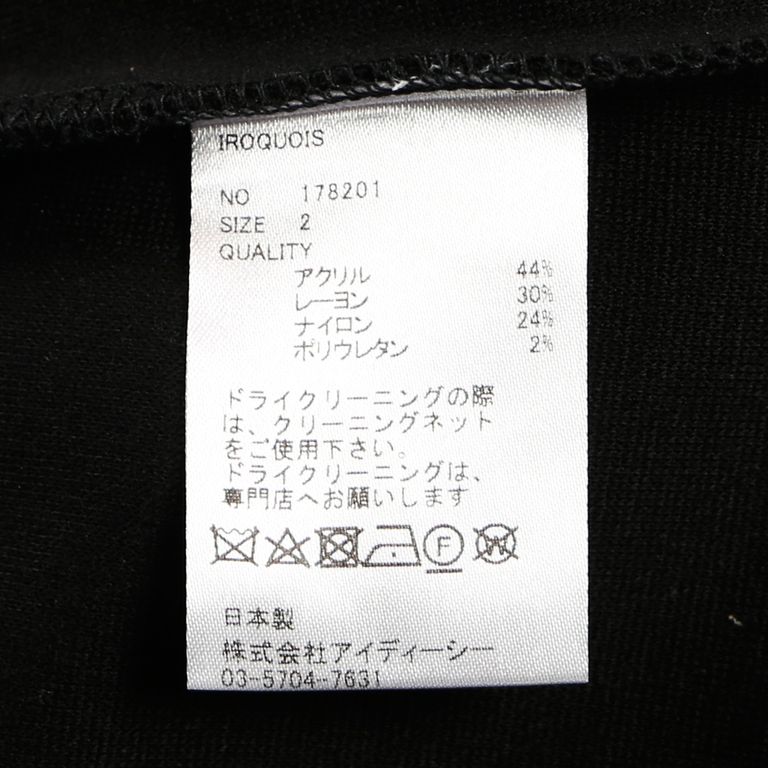 IROQUOIS
NO 178201
SIZE 2
QUALITY
アクリル 44%
レーヨン 30%
ナイロン 24%
ポリウレタン 2%
ドライクリーニングの際
は、クリーニングネット
をご使用下さい。
ドライクリーニングは、
専門店へお願いします
F W
日本製
株式会社アイディーシー
03-5704-7631